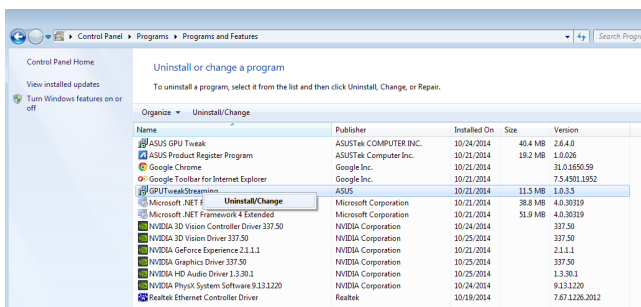 Control Panel ▸ Programs ▸ Programs and Features
Search Progr
Control Panel Home
View installed updates
Turn Windows features on or
off
Uninstall or change a program
To uninstall a program, select it from the list and then click Uninstall, Change, or Repair.
Organize Uninstall/Change
Name Publisher Installed On Size Version
ASUS GPU Tweak ASUSTek COMPUTER INC. 10/24/2014 40.4 MB 2.6.4.0
ASUS Product Register Program ASUSTek Computer Inc. 10/21/2014 19.2 MB 1.0.026
Google Chrome Google Inc. 10/21/2014 31.0.1650.59
Google Toolbar for Internet Explorer Google Inc. 10/21/2014 7.5.4501.1952
GPUTweakStreaming ASUS 10/21/2014 11.5 MB 1.0.3.5
Uninstall/Change
Microsoft .NET F Microsoft Corporation 10/21/2014 38.8 MB 4.0.30319
Microsoft .NET Framework 4 Extended Microsoft Corporation 10/21/2014 51.9 MB 4.0.30319
NVIDIA 3D Vision Controller Driver 337.50 NVIDIA Corporation 10/24/2014 337.50
NVIDIA 3D Vision Driver 337.50 NVIDIA Corporation 10/25/2014 337.50
NVIDIA GeForce Experience 2.1.1.1 NVIDIA Corporation 10/21/2014 2.1.1.1
NVIDIA Graphics Driver 337.50 NVIDIA Corporation 10/25/2014 337.50
NVIDIA HD Audio Driver 1.3.30.1 NVIDIA Corporation 10/25/2014 1.3.30.1
NVIDIA PhysX System Software 9.13.1220 NVIDIA Corporation 10/24/2014 9.13.1220
Realtek Ethernet Controller Driver Realtek 10/19/2014 7.67.1226.2012